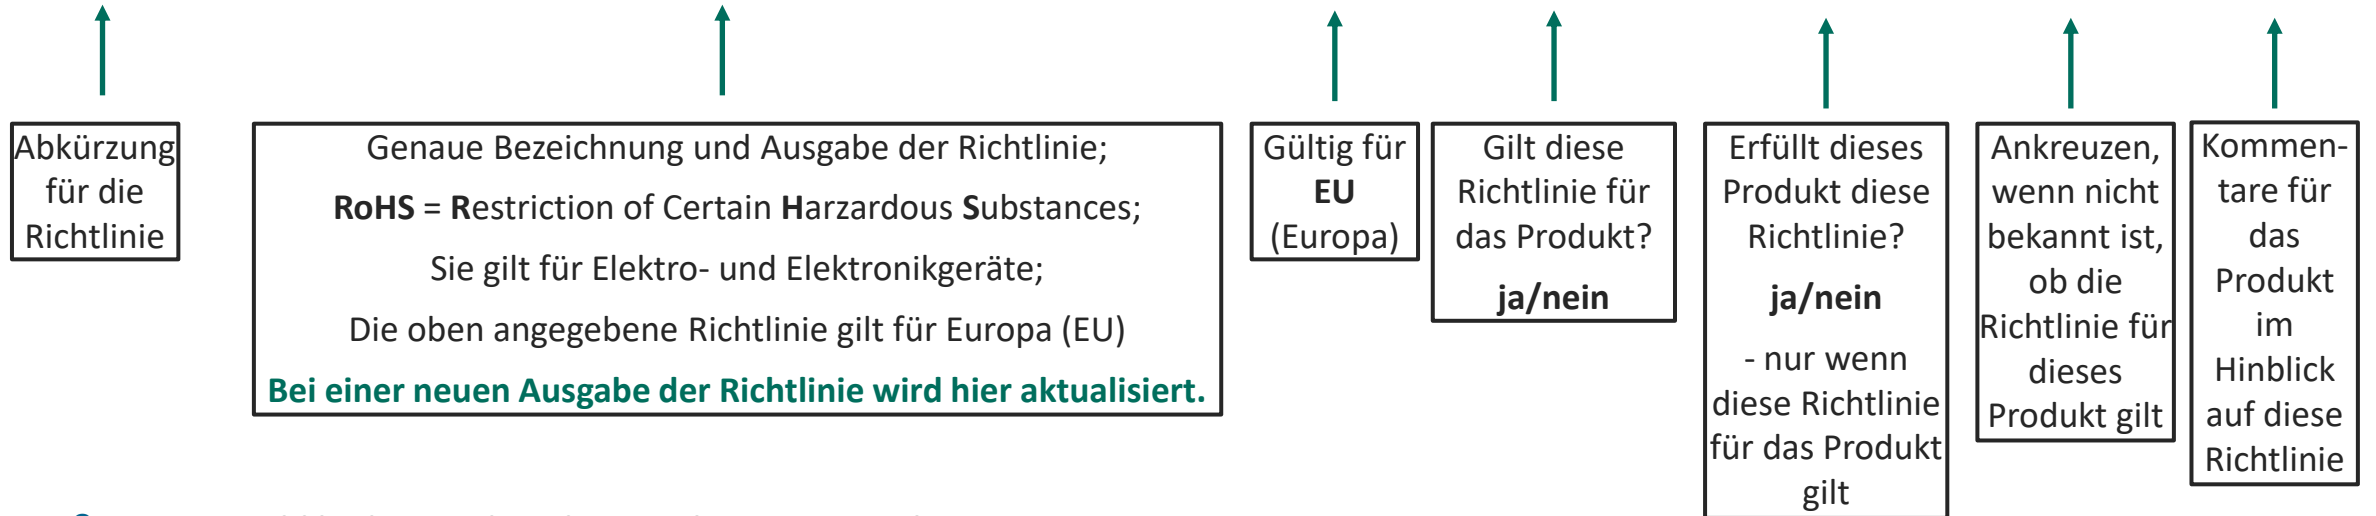 Abkürzung
für die
Richtlinie
Genaue Bezeichnung und Ausgabe der Richtlinie;
RoHS = Restriction of Certain Harzardous Substances;
Sie gilt für Elektro- und Elektronikgeräte;
Die oben angegebene Richtlinie gilt für Europa (EU)
Bei einer neuen Ausgabe der Richtlinie wird hier aktualisiert.
Gültig für
EU
(Europa)
Gilt diese
Richtlinie für
das Produkt?
ja/nein
Erfüllt dieses
Produkt diese
Richtlinie?
ja/nein
- nur wenn
diese Richtlinie
für das Produkt
gilt
Ankreuzen,
wenn nicht
bekannt ist,
ob die
Richtlinie für
dieses
Produkt gilt
Kommen-
tare für
das
Produkt
im
Hinblick
auf diese
Richtlinie